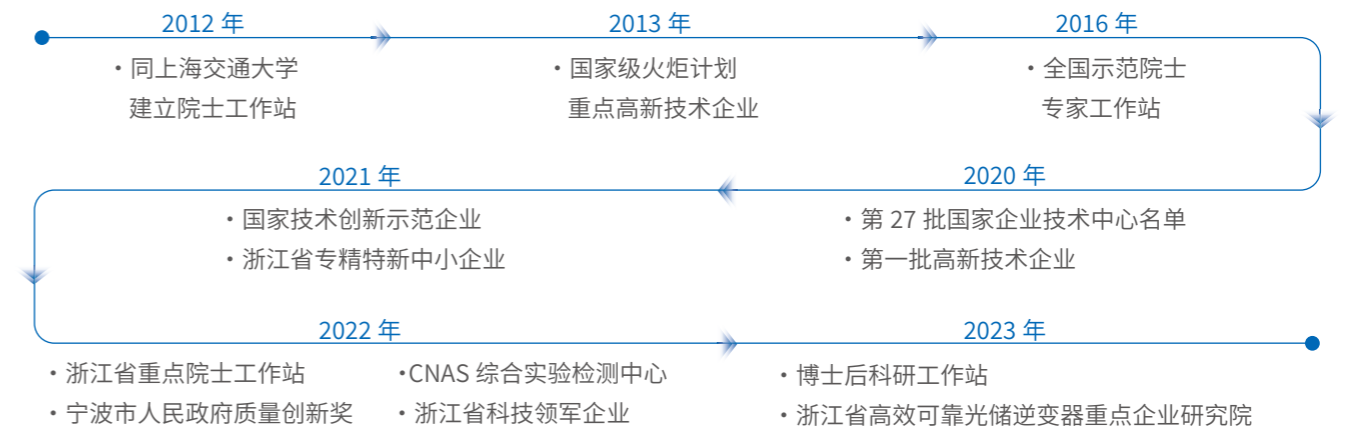 2012 年
· 同上海交通大学
建立院士工作站
2013 年
· 国家级火炬计划
重点高新技术企业
2016 年
· 全国示范院士
专家工作站
2020 年
· 第 27 批国家企业技术中心名单
· 第一批高新技术企业
2021 年
· 国家技术创新示范企业
· 浙江省专精特新中小企业
2022 年
· 浙江省重点院士工作站
· 宁波市人民政府质量创新奖
·CNAS 综合实验检测中心
· 浙江省科技领军企业
2023 年
· 博士后科研工作站
· 浙江省高效可靠光储逆变器重点企业研究院